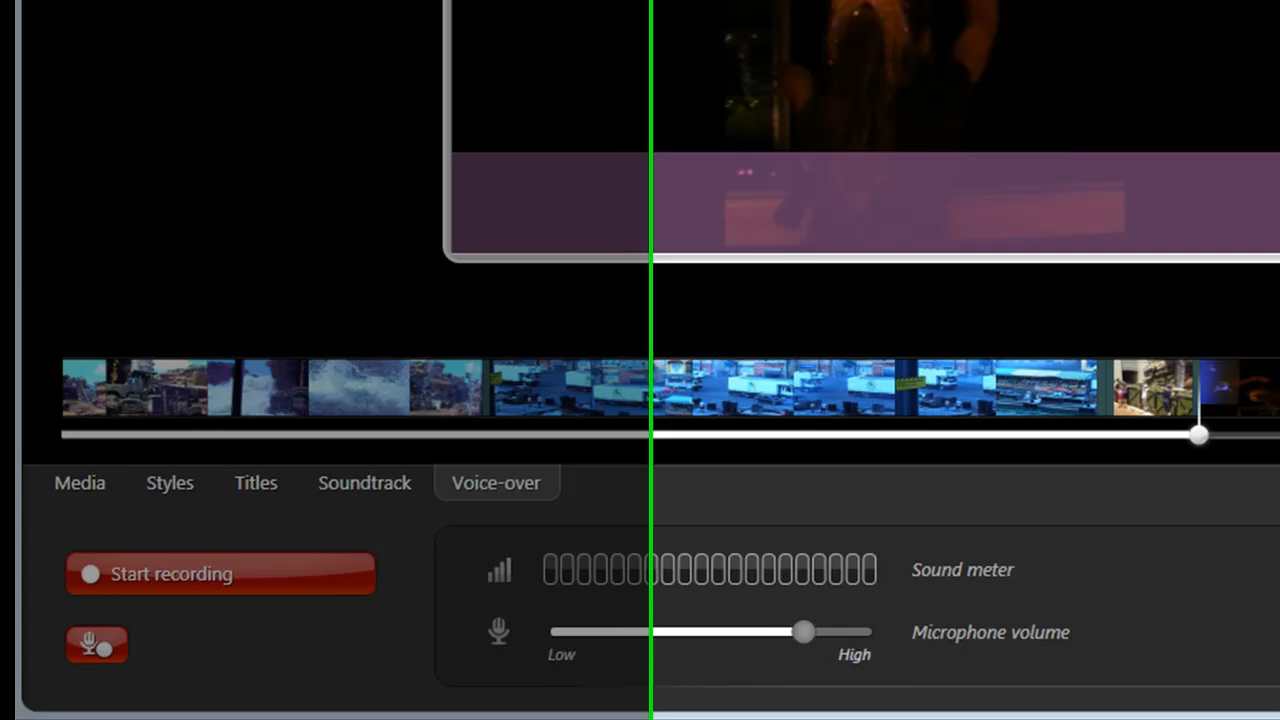 Media Styles Titles Soundtrack Voice-over
Start recording
Sound meter
Microphone volume
Low High